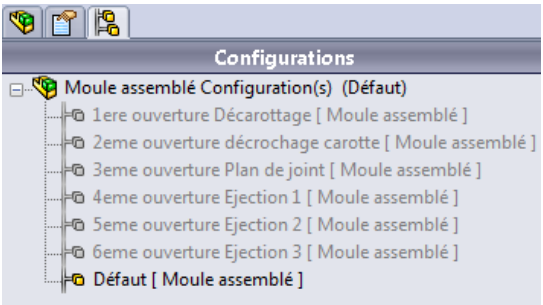 Configurations
Moule assemblé Configuration(s) (Défaut)
1ere ouverture Décarottage [ Moule assemblé ]
2eme ouverture décrochage carotte [ Moule assemblé ]
3eme ouverture Plan de joint [ Moule assemblé ]
4eme ouverture Ejection 1 [ Moule assemblé ]
5eme ouverture Ejection 2 [ Moule assemblé ]
6eme ouverture Ejection 3 [ Moule assemblé ]
Défaut [ Moule assemblé ]